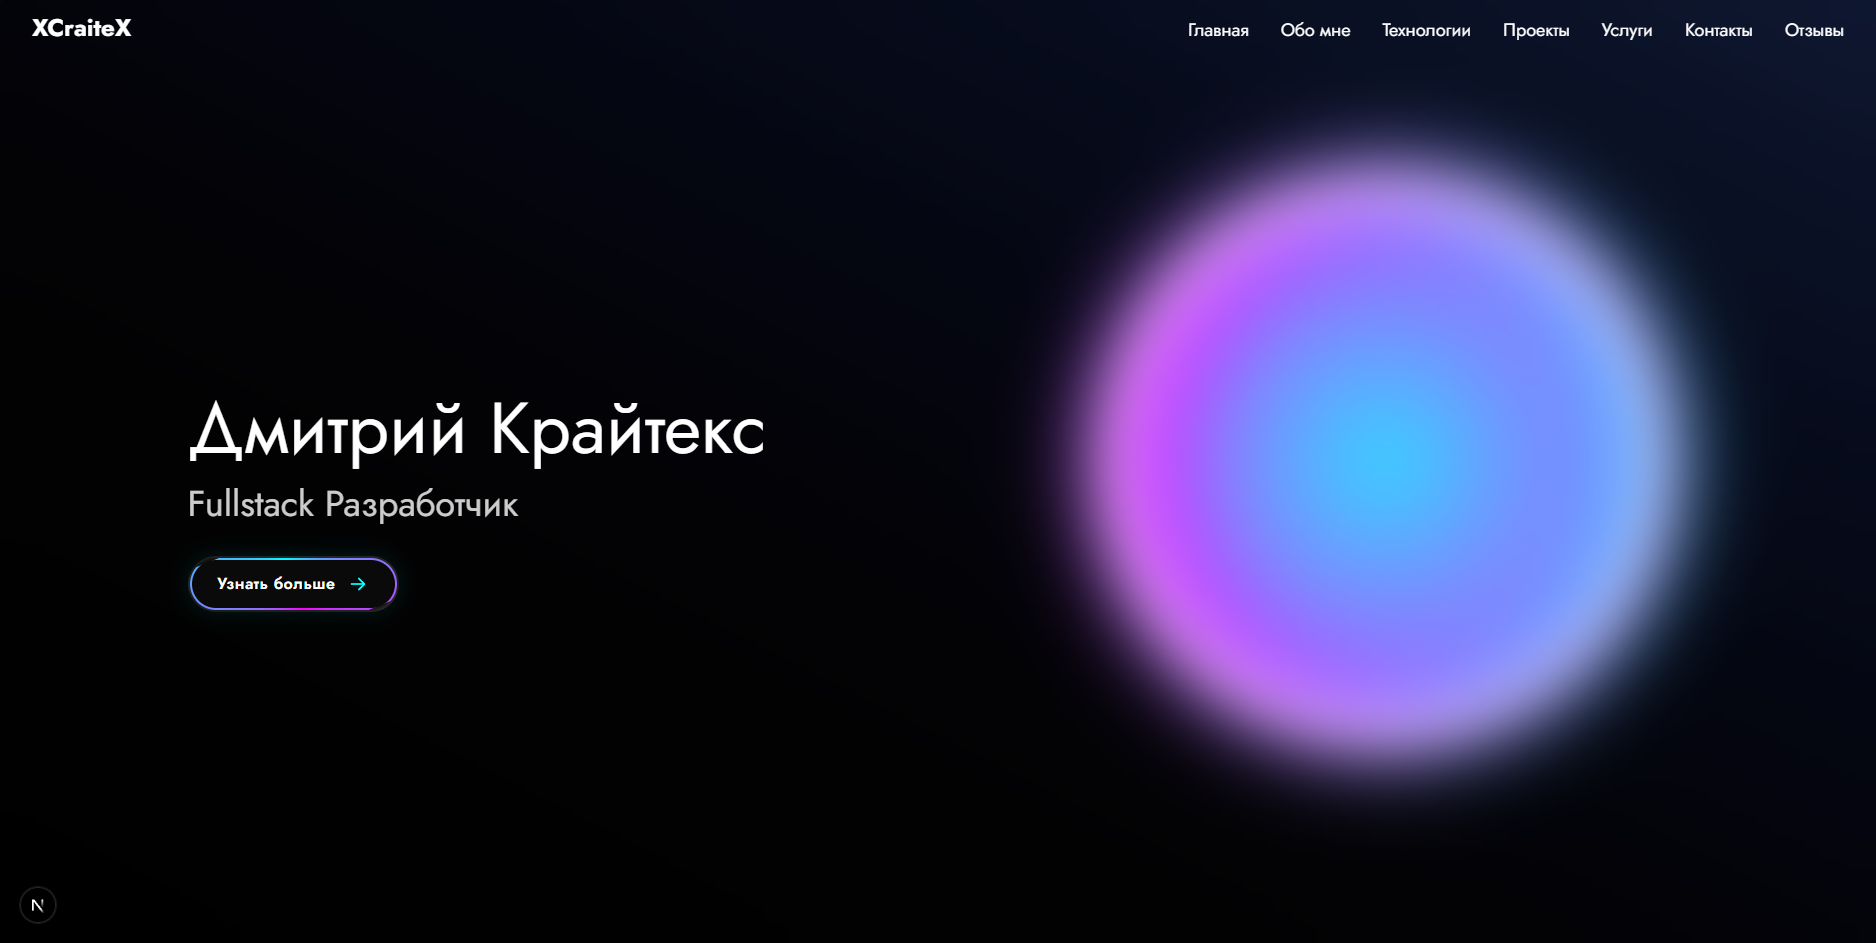 XCraiteX
Главная Обо мне Технологии Проекты Услуги Контакты Отзывы
Дмитрий Крайтекс
Fullstack Разработчик
Узнать больше →
N